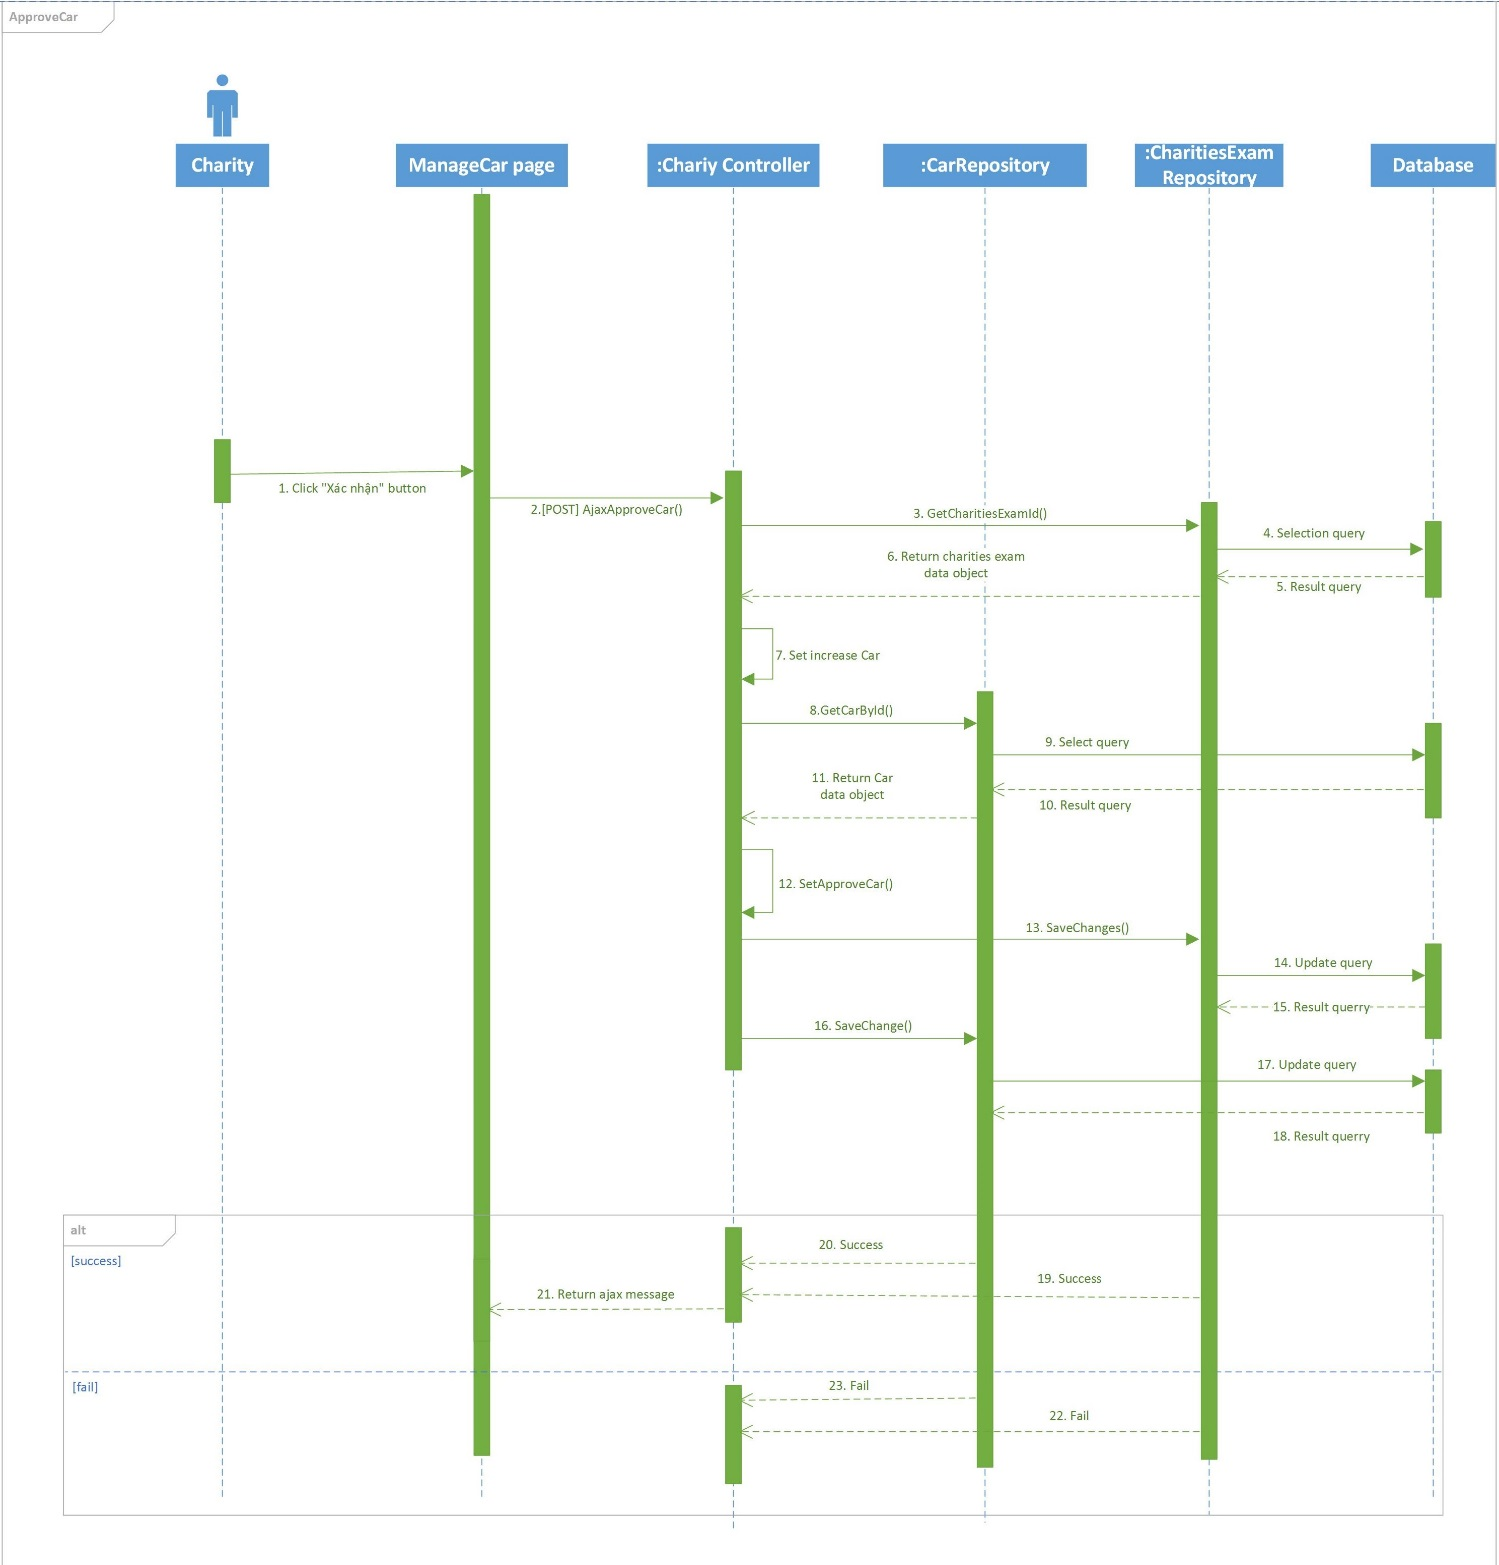 ApproveCar
Charity
ManageCar page
:Chariy Controller
:CarRepository
:CharitiesExam
Repository
Database
1. Click "Xác nhận" button
2.[POST] AjaxApproveCar()
3. GetCharitiesExamId()
4. Selection query
5. Result query
6. Return charities exam
data object
7. Set increase Car
8.GetCarById()
9. Select query
10. Result query
11. Return Car
data object
12. SetApproveCar()
13. SaveChanges()
14. Update query
15. Result querry
16. SaveChange()
17. Update query
18. Result querry
alt
[success]
20. Success
19. Success
21. Return ajax message
[fail]
23. Fail
22. Fail